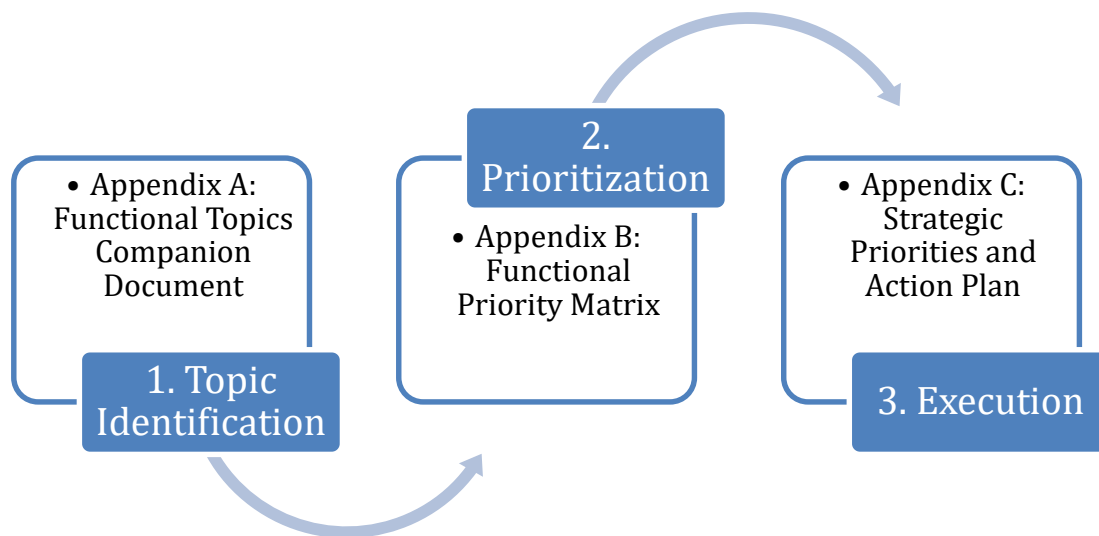 • Appendix A:
Functional Topics
Companion
Document
1. Topic
Identification
2.
Prioritization
• Appendix B:
Functional
Priority Matrix
• Appendix C:
Strategic
Priorities and
Action Plan
3. Execution